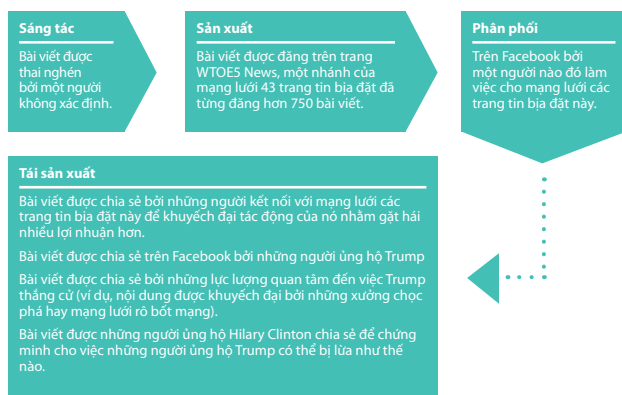 Sáng tác
Bài viết được
thai nghén
bởi một người
không xác định.
Sản xuất
Bài viết được đăng trên trang
WTOE5 News, một nhánh của
mạng lưới 43 trang tin bịa đặt đã
từng đăng hơn 750 bài viết.
Phân phối
Trên Facebook bởi
một người nào đó làm
việc cho mạng lưới các
trang tin bịa đặt này.
Tái sản xuất
Bài viết được chia sẻ bởi những người kết nối với mạng lưới các
trang tin bịa đặt này để khuyếch đại tác động của nó nhằm gặt hái
nhiều lợi nhuận hơn.
Bài viết được chia sẻ trên Facebook bởi những người ủng hộ Trump
Bài viết được chia sẻ bởi những lực lượng quan tâm đến việc Trump
thắng cử (ví dụ, nội dung được khuyếch đại bởi những xưởng chọc
phá hay mạng lưới rô bốt mạng).
Bài viết được những người ủng hộ Hilary Clinton chia sẻ để chứng
minh cho việc những người ủng hộ Trump có thể bị lừa như thế
nào.